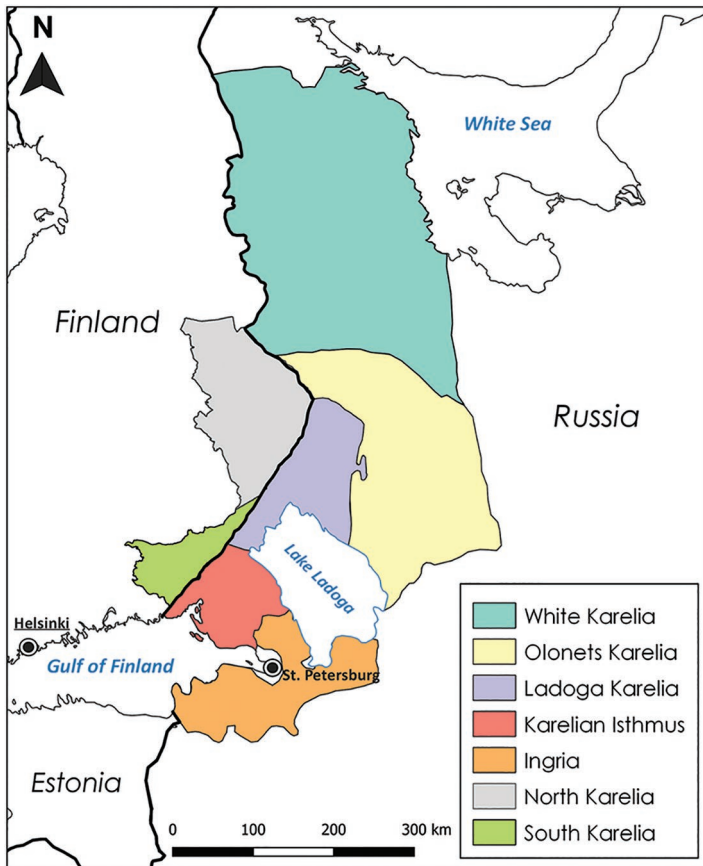 N
White Sea
Finland
Russia
Lake Ladoga
Helsinki
Gulf of Finland
St. Petersburg
Estonia
White Karelia
Olonets Karelia
Ladoga Karelia
Karelian Isthmus
Ingria
North Karelia
South Karelia
0 100 200 300 km